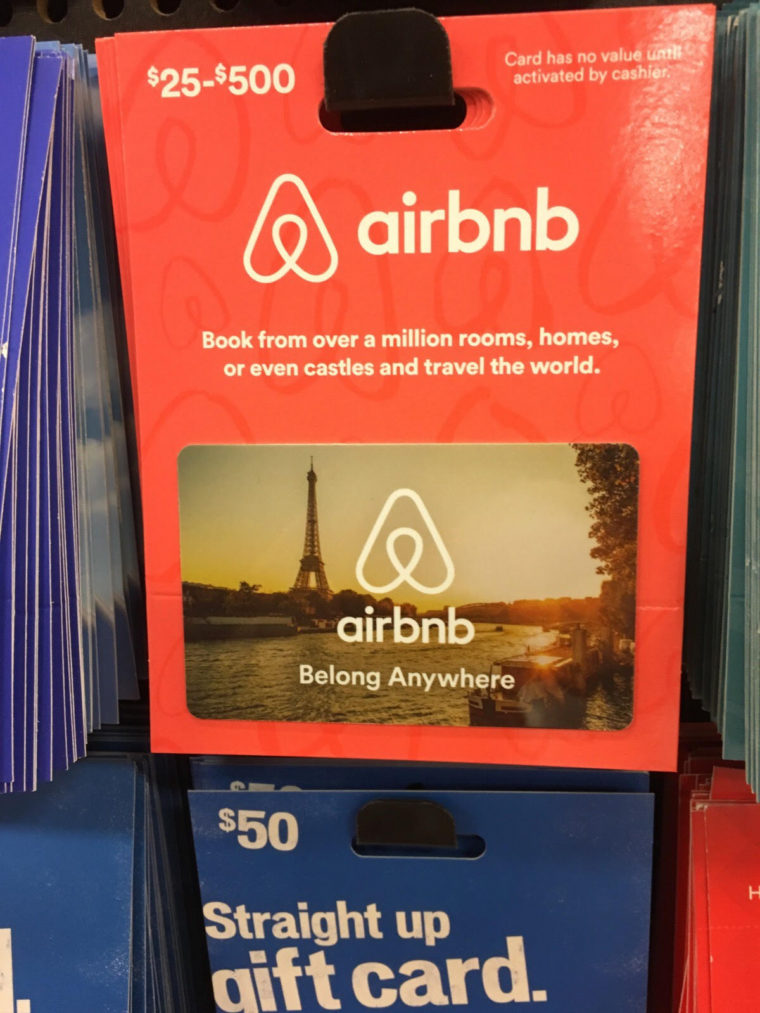 $25-$500
Card has no value until
activated by cashier.
airbnb
Book from over a million rooms, homes,
or even castles and travel the world.
airbnb
Belong Anywhere
$50
Straight up
gift card.